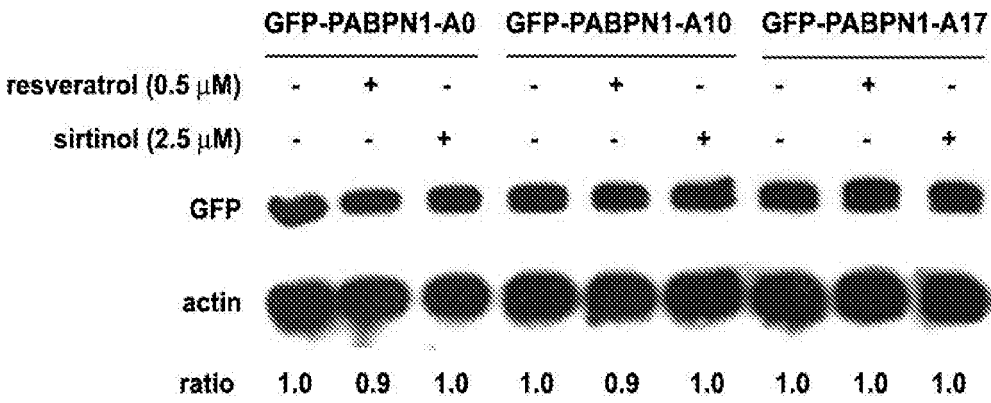 GFP-PABPN1-A0 GFP-PABPN1-A10 GFP-PABPN1-A17
resveratrol (0.5 μM) - + - - + - - + -
sirtinol (2.5 μM) - - + - - + - - +
GFP
actin
ratio 1.0 0.9 1.0 1.0 0.9 1.0 1.0 1.0 1.0